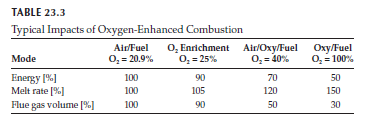 TABLE 23.3
Typical Impacts of Oxygen-Enhanced Combustion
Air/Fuel O₂ Enrichment Air/Oxy/Fuel Oxy/Fuel
Mode O₂ = 20.9% O₂ = 25% O₂ = 40% O₂ = 100%
Energy [%] 100 90 70 50
Melt rate [%] 100 105 120 150
Flue gas volume [%] 100 90 50 30